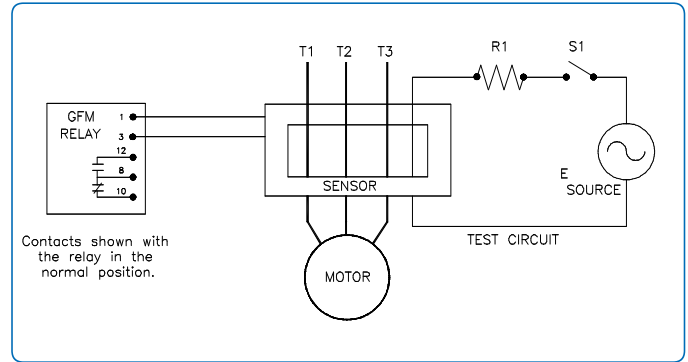 T1 T2 T3
R1 S1
GFM
RELAY
1
3
12
8
10
SENSOR
E
SOURCE
TEST CIRCUIT
MOTOR
Contacts shown with
the relay in the
normal position.